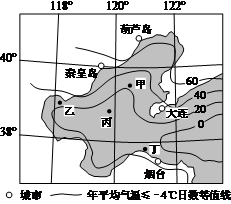 118° 120° 122°
葫芦岛
40°
秦皇岛
甲
60
大连
40
乙
丙
20
0
38°
丁
烟台
城市 年平均气温≤-4℃日数等值线